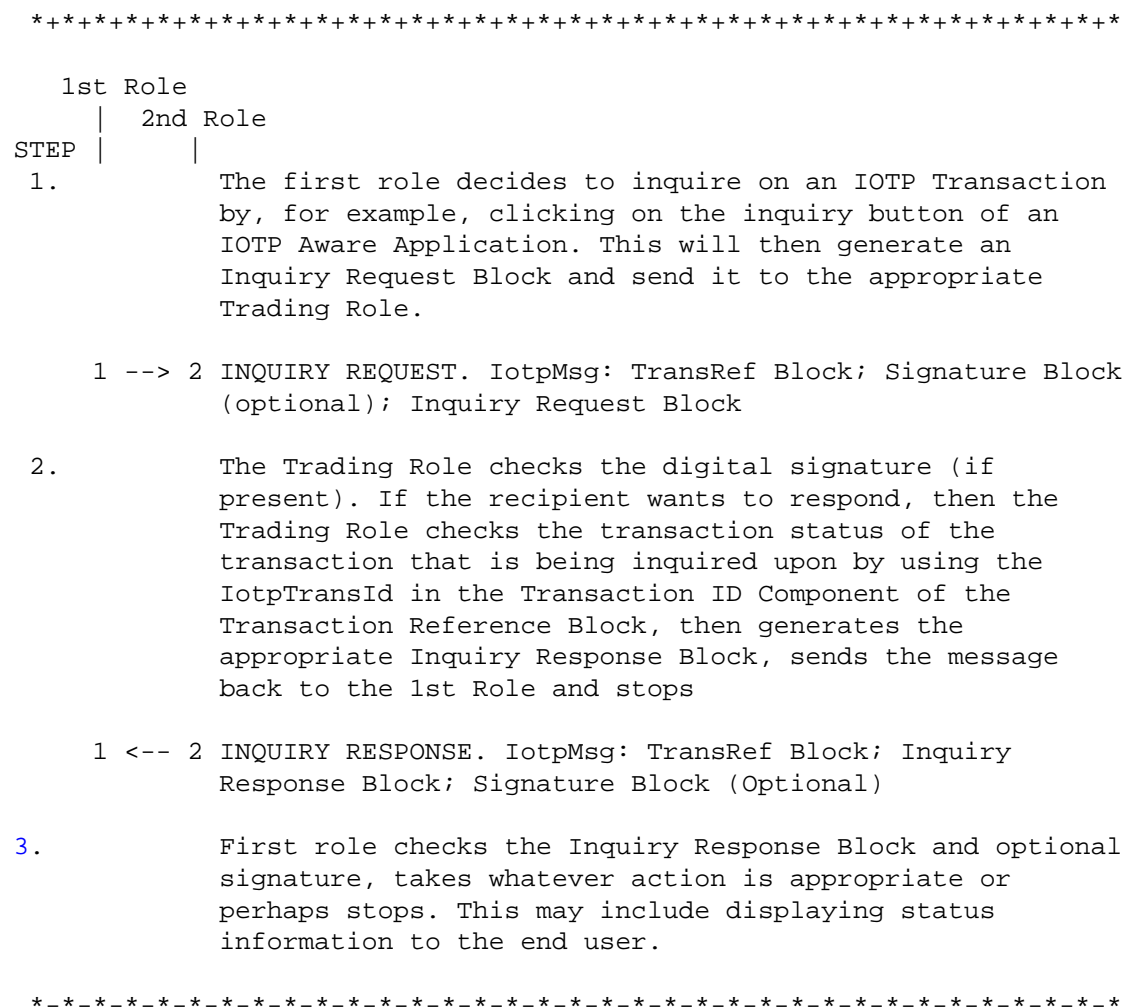 *+*+*+*+*+*+*+*+*+*+*+*+*+*+*+*+*+*+*+*+*+*+*+*+*+*+*+*+*+*+*+*+*+*+*
1st Role
| 2nd Role
STEP | |
1. The first role decides to inquire on an IOTP Transaction
by, for example, clicking on the inquiry button of an
IOTP Aware Application. This will then generate an
Inquiry Request Block and send it to the appropriate
Trading Role.
1 --> 2 INQUIRY REQUEST. IotpMsg: TransRef Block; Signature Block
(optional); Inquiry Request Block
2. The Trading Role checks the digital signature (if
present). If the recipient wants to respond, then the
Trading Role checks the transaction status of the
transaction that is being inquired upon by using the
IotpTransId in the Transaction ID Component of the
Transaction Reference Block, then generates the
appropriate Inquiry Response Block, sends the message
back to the 1st Role and stops
1 <-- 2 INQUIRY RESPONSE. IotpMsg: TransRef Block; Inquiry
Response Block; Signature Block (Optional)
3. First role checks the Inquiry Response Block and optional
signature, takes whatever action is appropriate or
perhaps stops. This may include displaying status
information to the end user.
*-*-*-*-*-*-*-*-*-*-*-*-*-*-*-*-*-*-*-*-*-*-*-*-*-*-*-*-*-*-*-*-*-*-*